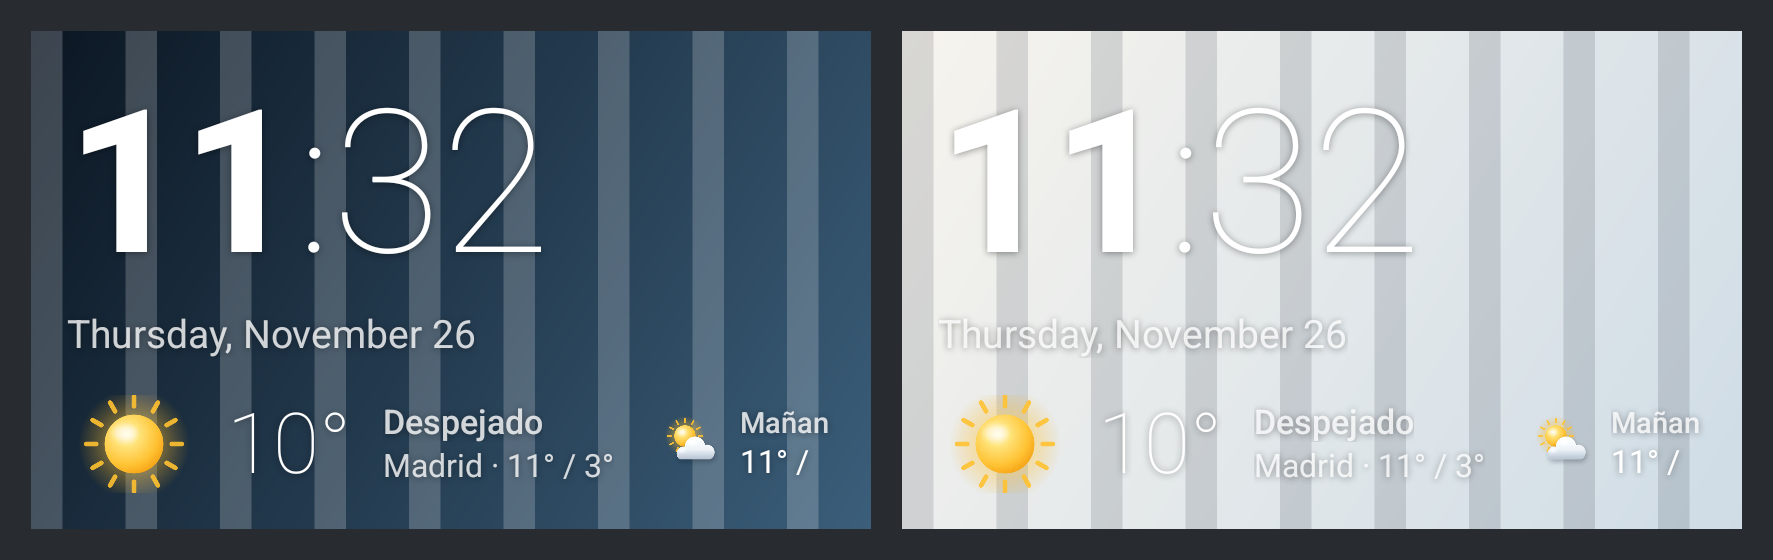 11:32
Thursday, November 26
10°
Despejado
Madrid · 11° / 3°
Mañan
11° /
11:32
Thursday, November 26
10°
Despejado
Madrid · 11° / 3°
Mañan
11° /